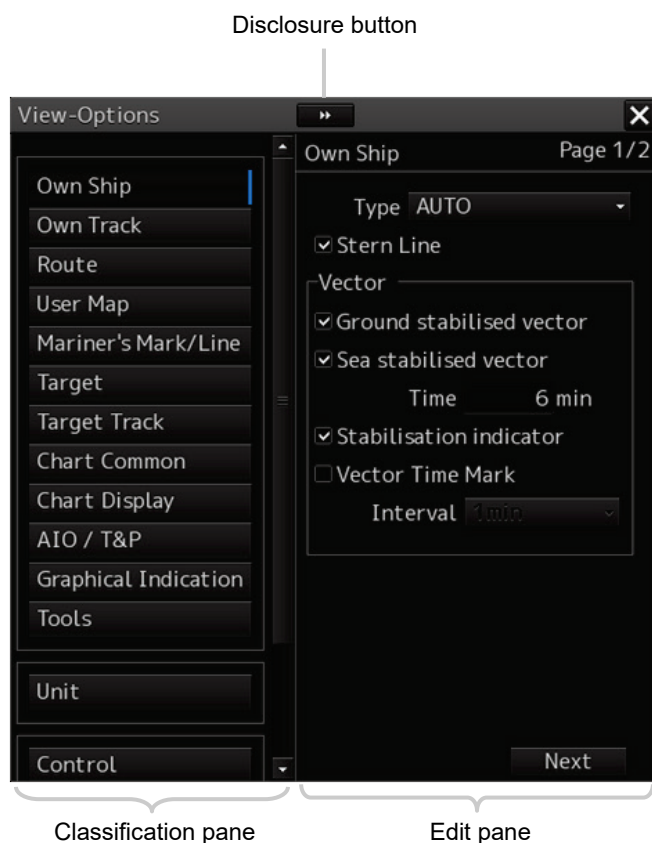 Disclosure button
View-Options
Own Ship Page 1/2
Own Ship
Own Track
Route
User Map
Mariner's Mark/Line
Target
Target Track
Chart Common
Chart Display
AIO / T&P
Graphical Indication
Tools
Unit
Control
Type AUTO
Stern Line
Vector
Ground stabilised vector
Sea stabilised vector
Time 6 min
Stabilisation indicator
Vector Time Mark
Interval 1min
Next
Classification pane
Edit pane